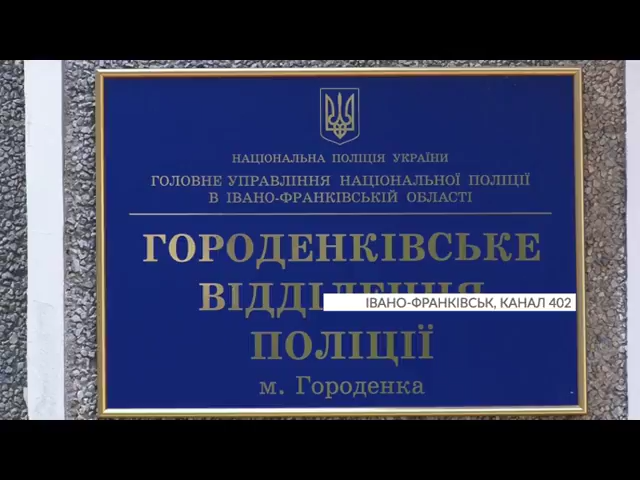 НАЦІОНАЛЬНА ПОЛІЦІЯ УКРАЇНИ
ГОЛОВНЕ УПРАВЛІННЯ НАЦІОНАЛЬНОЇ ПОЛІЦІЇ
В ІВАНО-ФРАНКІВСЬКІЙ ОБЛАСТІ
ГОРОДЕНКІВСЬКЕ
ВІДДІЛЕННЯ
ІВАНО-ФРАНКІВСЬК, КАНАЛ 402
ПОЛІЦІЇ
м. Городенка